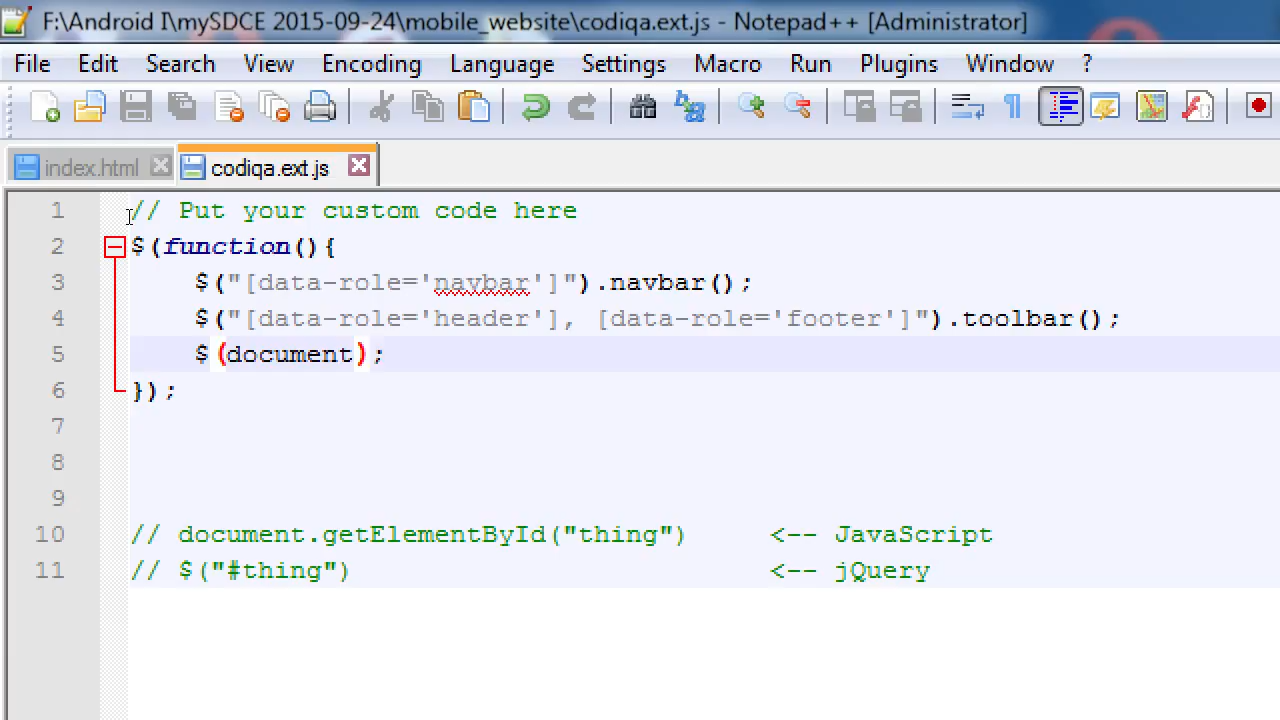 F:\Android I\mySDCE 2015-09-24\mobile_website\codiqa.ext.js - Notepad++ [Administrator]
File Edit Search View Encoding Language Settings Macro Run Plugins Window ?
index.html codiqa.ext.js
1 // Put your custom code here
2 $(function(){
3 $("[data-role='navbar']").navbar();
4 $("[data-role='header'], [data-role='footer']").toolbar();
5 $(document);
6 });
7
8
9
10 // document.getElementById("thing") <-- JavaScript
11 // $("#thing") <-- jQuery